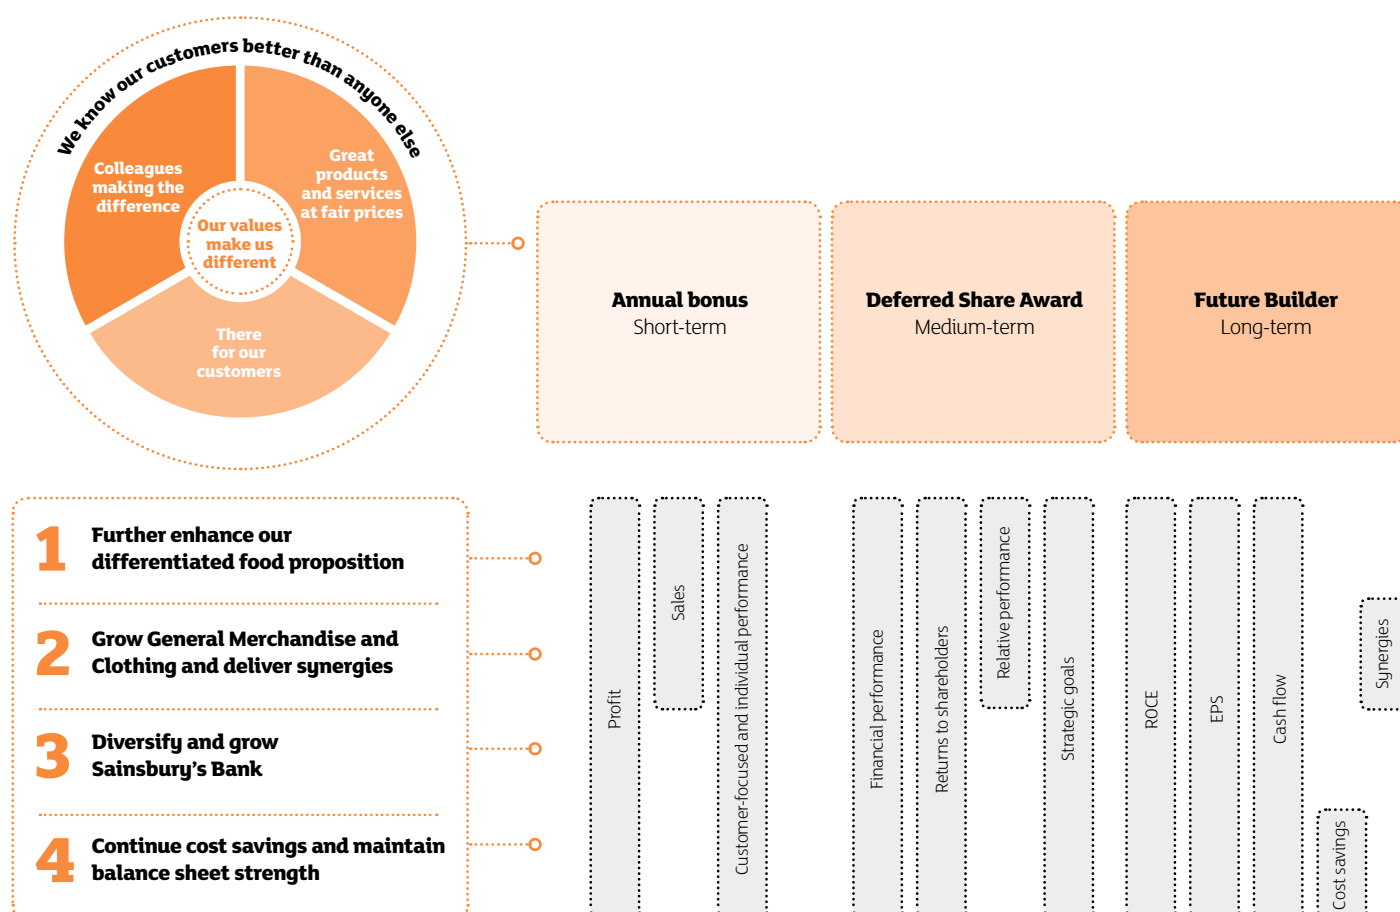 We know our customers better than anyone else
Colleagues
making the
difference
Great
products
and services
at fair prices
Our values
make us
different
There
for our
customers
Annual bonus
Short-term
Deferred Share Award
Medium-term
Future Builder
Long-term
1
Further enhance our
differentiated food proposition
2
Grow General Merchandise and
Clothing and deliver synergies
3
Diversify and grow
Sainsbury's Bank
4
Continue cost savings and maintain
balance sheet strength
Profit
Sales
Customer-focused and individual performance
Financial performance
Returns to shareholders
Relative performance
Strategic goals
ROCE
EPS
Cash flow
Cost savings
Synergies